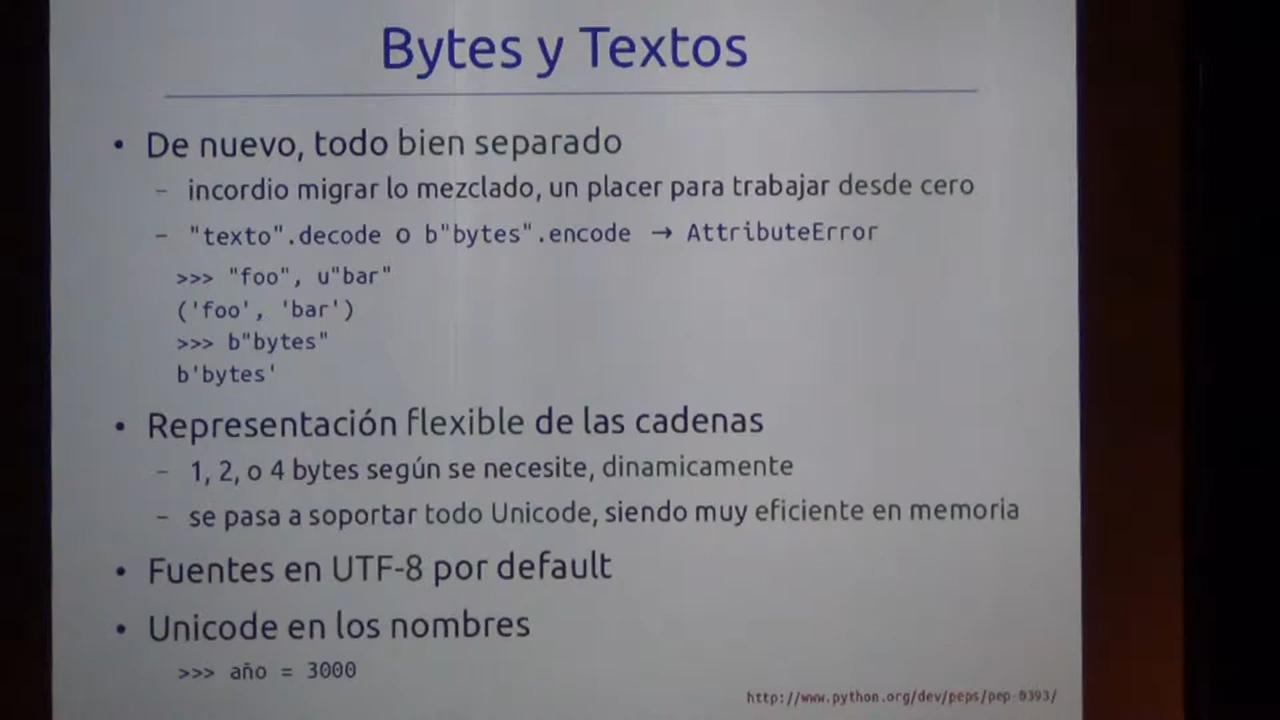 Bytes y Textos
• De nuevo, todo bien separado
– incordio migrar lo mezclado, un placer para trabajar desde cero
– "texto".decode o b"bytes".encode → AttributeError
>>> "foo", u"bar"
('foo', 'bar')
>>> b"bytes"
b'bytes'
• Representación flexible de las cadenas
– 1, 2, o 4 bytes según se necesite, dinamicamente
– se pasa a soportar todo Unicode, siendo muy eficiente en memoria
• Fuentes en UTF-8 por default
• Unicode en los nombres
>>> año = 3000
http://www.python.org/dev/peps/pep-0393/